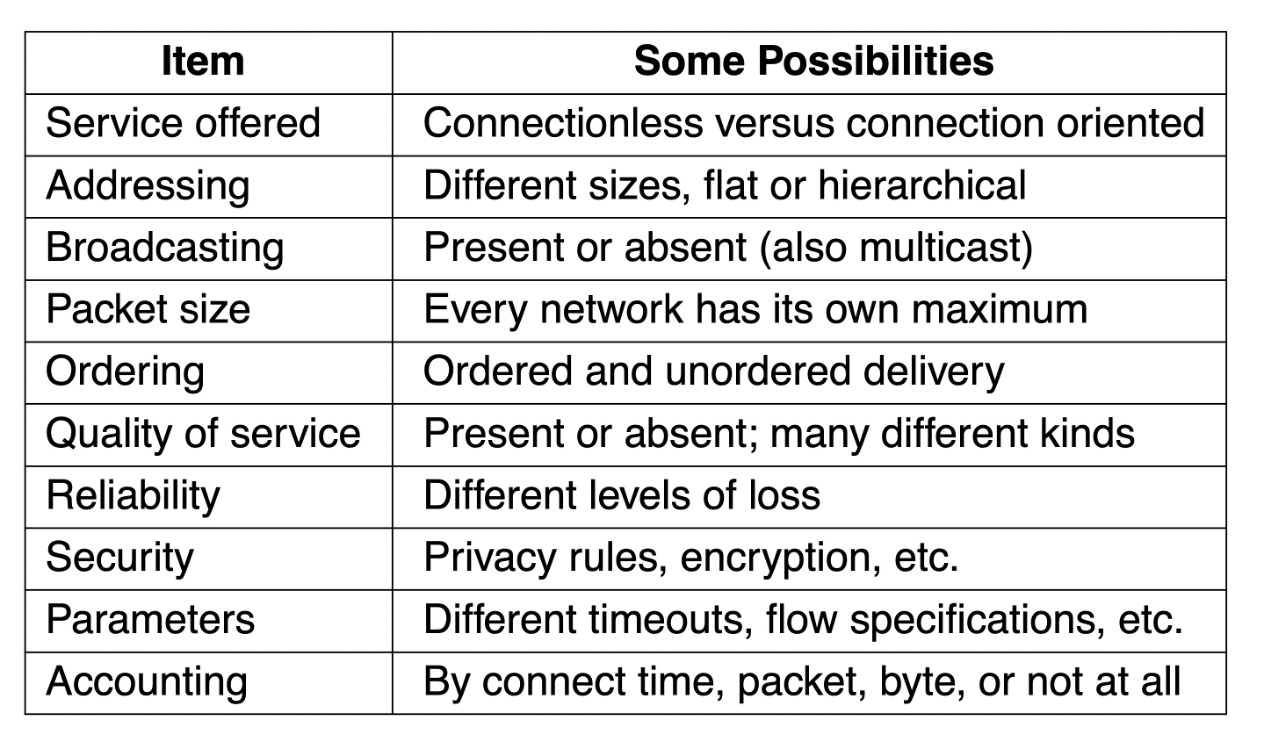 Item Some Possibilities
Service offered Connectionless versus connection oriented
Addressing Different sizes, flat or hierarchical
Broadcasting Present or absent (also multicast)
Packet size Every network has its own maximum
Ordering Ordered and unordered delivery
Quality of service Present or absent; many different kinds
Reliability Different levels of loss
Security Privacy rules, encryption, etc.
Parameters Different timeouts, flow specifications, etc.
Accounting By connect time, packet, byte, or not at all